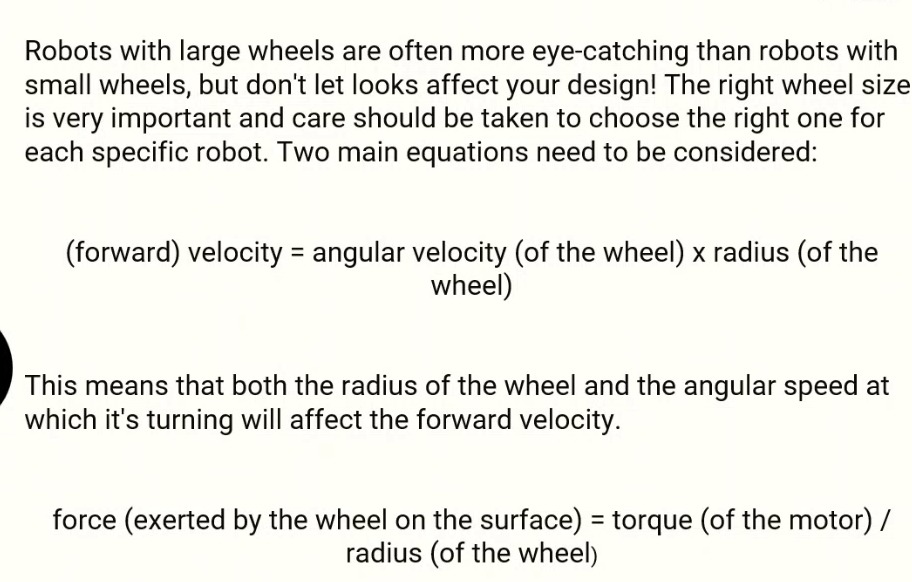 Robots with large wheels are often more eye-catching than robots with
small wheels, but don't let looks affect your design! The right wheel size
is very important and care should be taken to choose the right one for
each specific robot. Two main equations need to be considered:
(forward) velocity = angular velocity (of the wheel) x radius (of the
wheel)
This means that both the radius of the wheel and the angular speed at
which it's turning will affect the forward velocity.
force (exerted by the wheel on the surface) = torque (of the motor) /
radius (of the wheel)